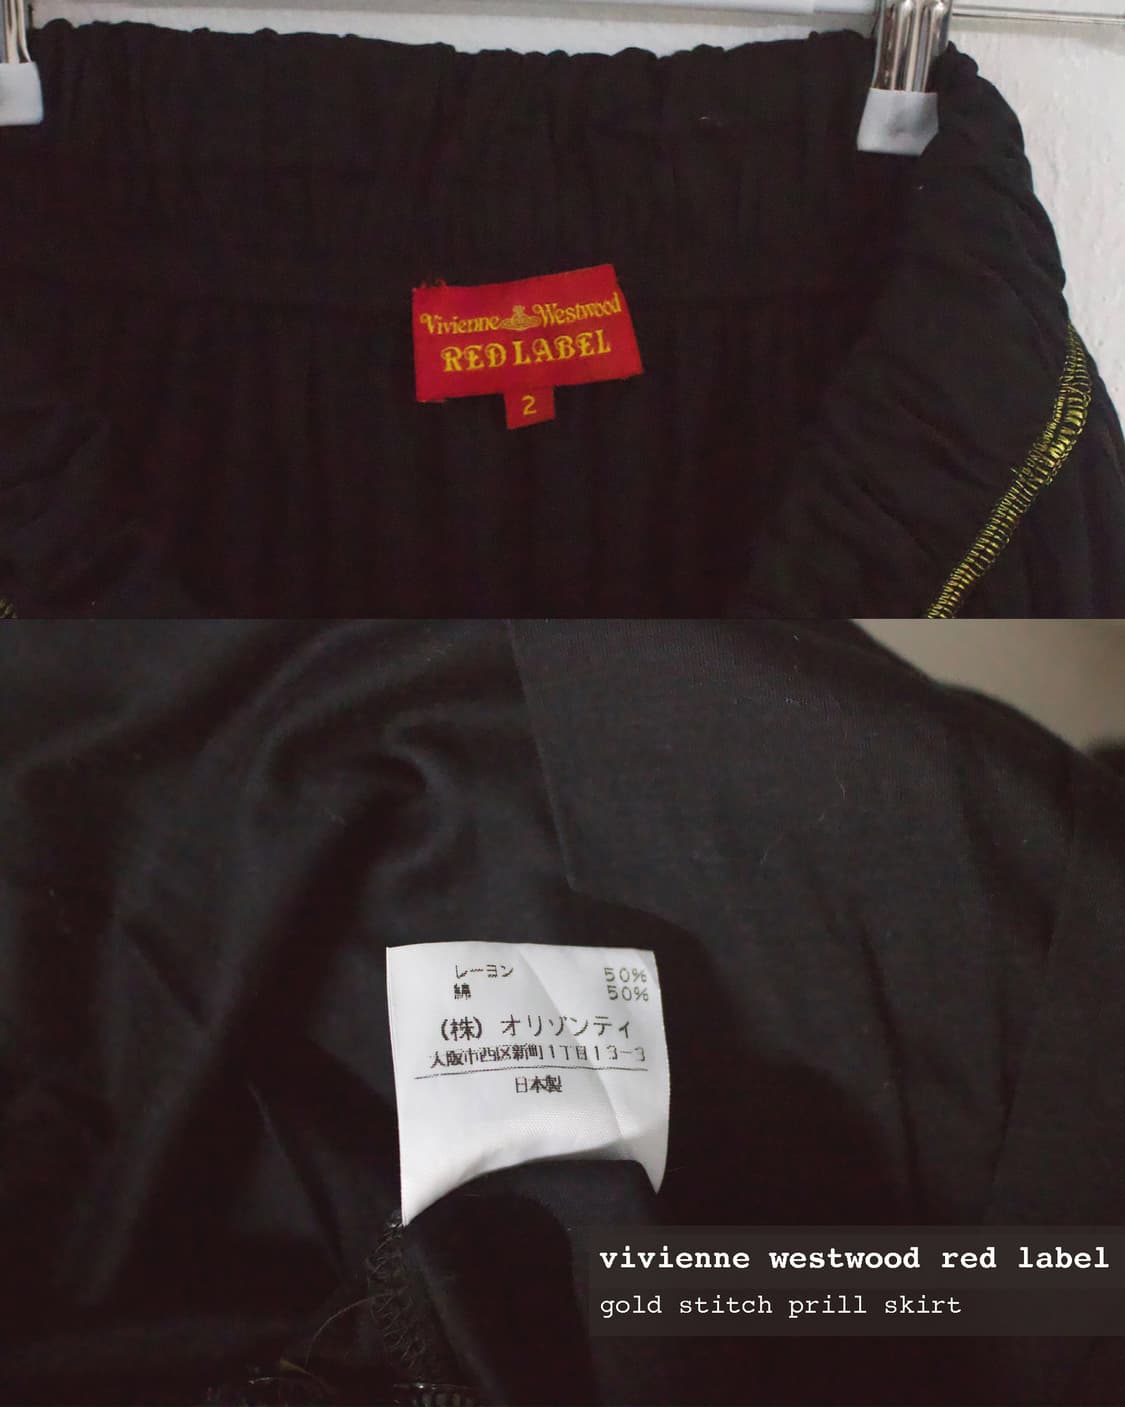 Vivienne Westwood
RED LABEL
2
レーヨン 50%
綿 50%
(株) オリゾンティ
大阪市西区新町1丁目13-3
日本製
vivienne westwood red label
gold stitch prill skirt